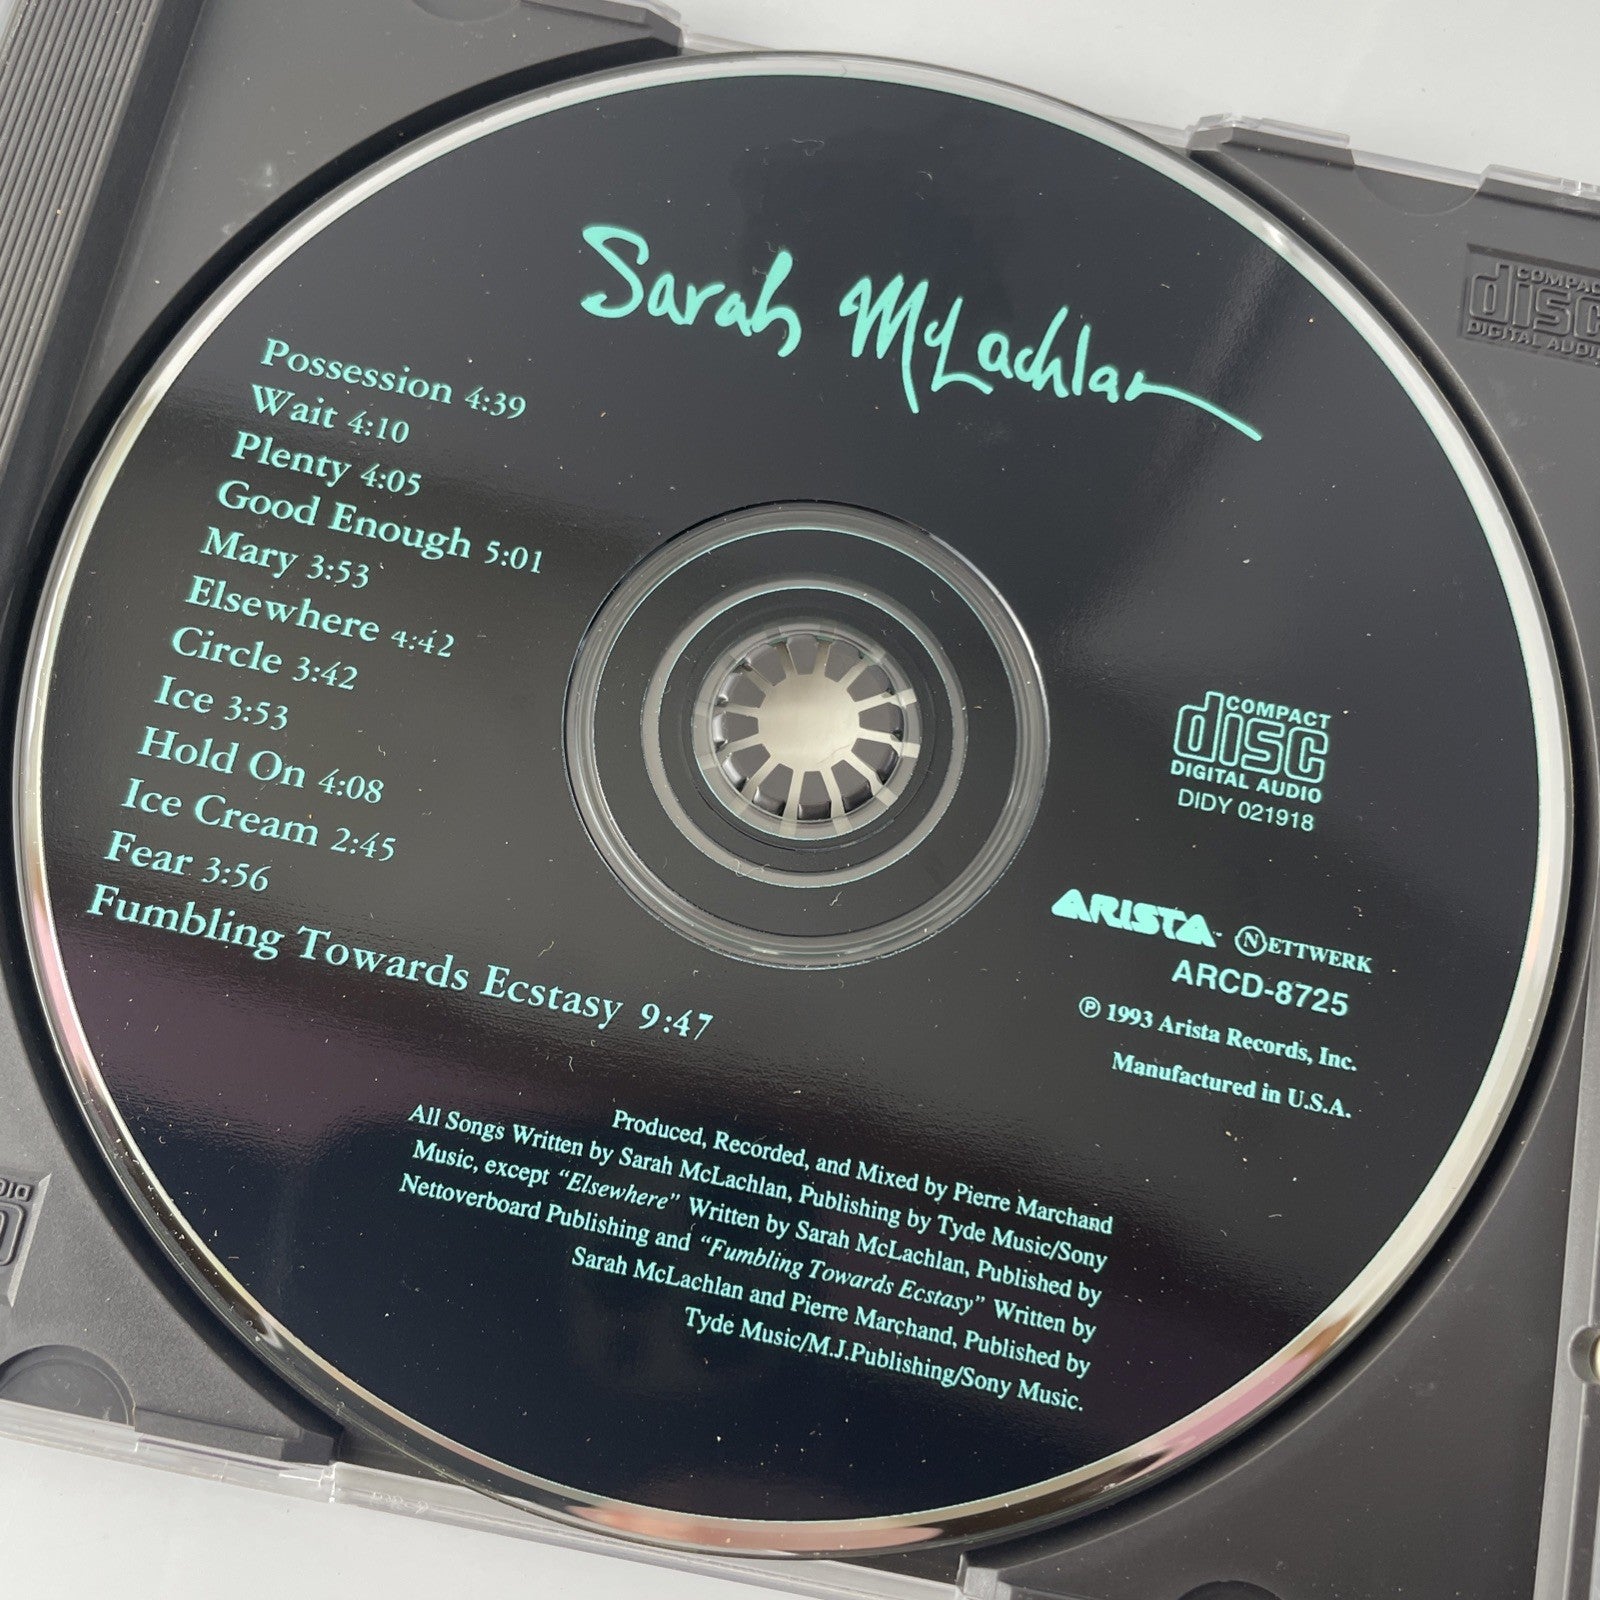 Sarah McLachlan
Possession 4:39
Wait 4:10
Plenty 4:05
Good Enough 5:01
Mary 3:53
Elsewhere 4:42
Circle 3:42
Ice 3:53
Hold On 4:08
Ice Cream 2:45
Fear 3:56
Fumbling Towards Ecstasy 9:47
COMPACT
disc
DIGITAL AUDIO
DIDY 021918
ARISTA NETTWERK
ARCD-8725
℗ 1993 Arista Records, Inc.
Manufactured in U.S.A.
Produced, Recorded, and Mixed by Pierre Marchand
All Songs Written by Sarah McLachlan, Publishing by Tyde Music/Sony
Music, except "Elsewhere" Written by Sarah McLachlan, Published by
Nettoverboard Publishing and "Fumbling Towards Ecstasy" Written by
Sarah McLachlan and Pierre Marchand, Published by
Tyde Music/M.J.Publishing/Sony Music.
COMPAC
disc
DIGITAL AUDIO